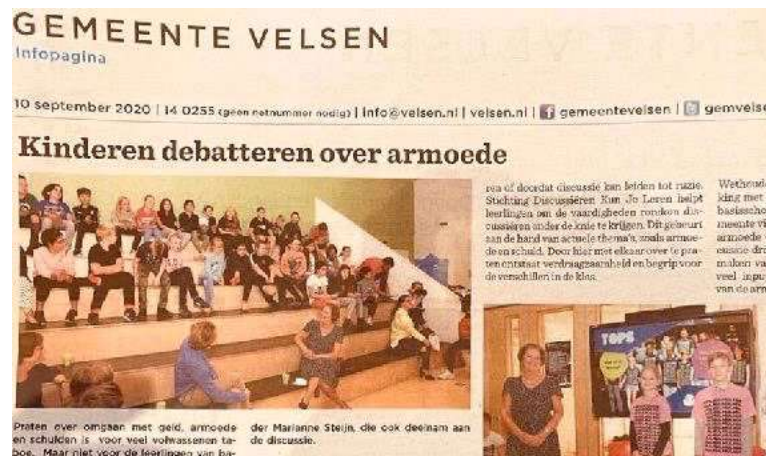 GEMEENTE VELSEN
Infopagina
10 september 2020 | 14 0255 (geen netnummer nodig) | info@velsen.nl | velsen.nl | gemeentevelsen | gemvelse
Kinderen debatteren over armoede
ren of doordat discussie kan leiden tot ruzie.
Stichting Discussiëren Kun Je Leren helpt
leerlingen om de vaardigheden rondom dis-
cussiëren onder de knie te krijgen. Dit gebeurt
aan de hand van actuele thema's, zoals armoe-
de en schuld. Door hier met elkaar over te pra-
ten ontstaat verdraagzaamheid en begrip voor
de verschillen in de klas.
Wethoud
king met
basisscho
meente vi
armoede
cussie dra
maken va
veel inpu
van de arm
TOPS
Praten over omgaan met geld, armoede
en schulden is voor veel volwassenen ta-
boe. Maar niet voor de leerlingen van ba-
der Marianne Steijn, die ook deelnam aan
de discussie.